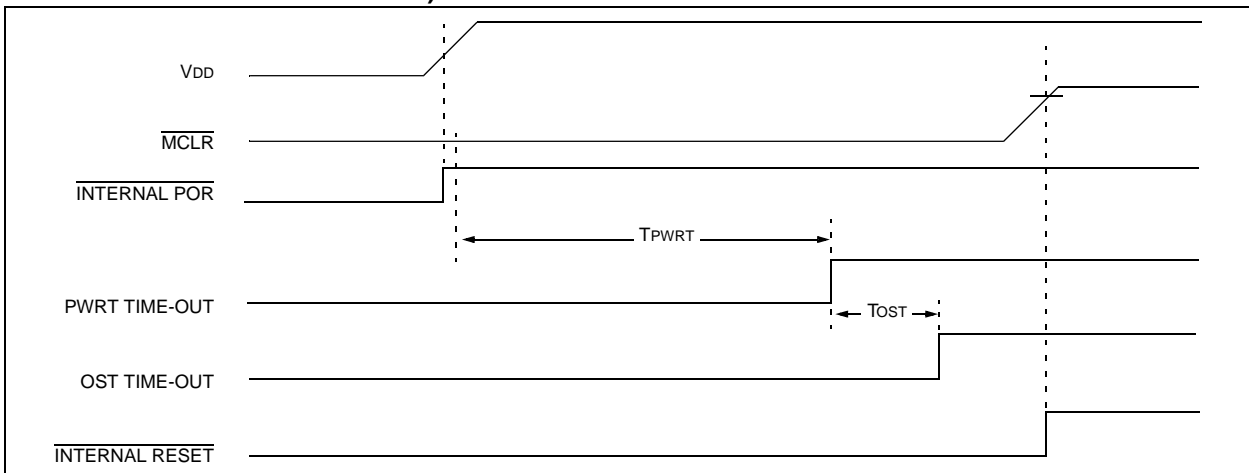 VDD
MCLR
INTERNAL POR
TPWRT
PWRT TIME-OUT
TOST
OST TIME-OUT
INTERNAL RESET